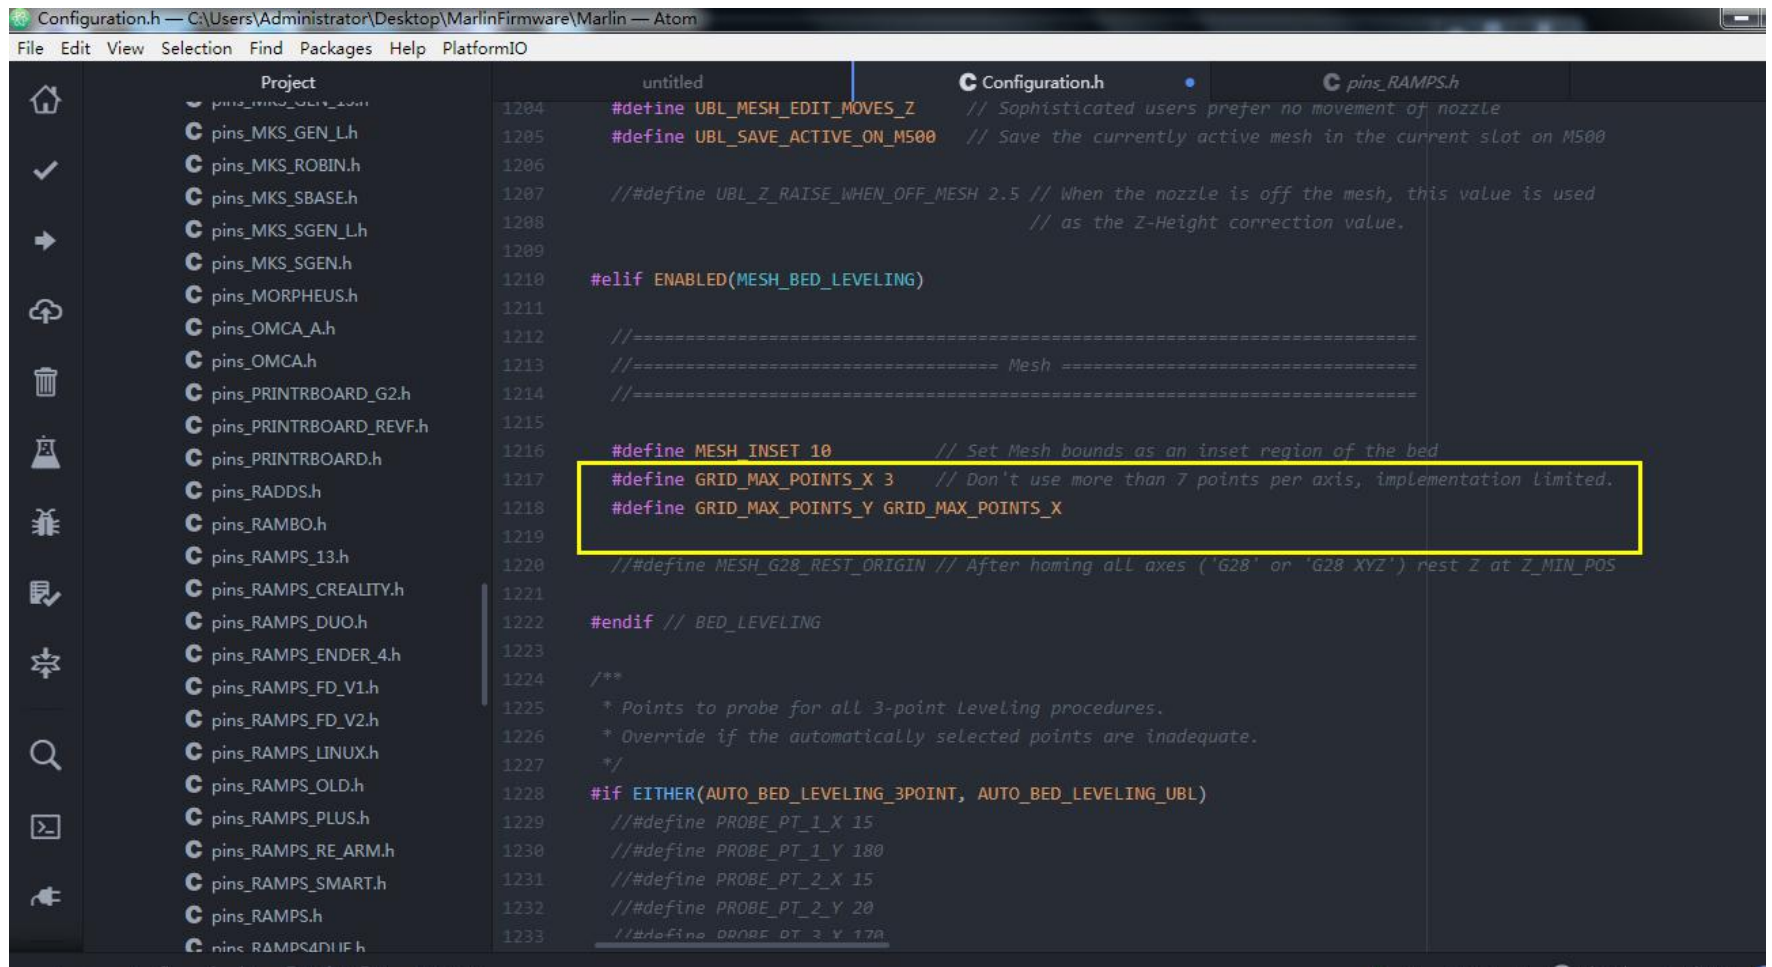 Configuration.h — C:\Users\Administrator\Desktop\MarlinFirmware\Marlin — Atom
File Edit View Selection Find Packages Help PlatformIO
Project
pins_MKS_GEN_13.h
pins_MKS_GEN_L.h
pins_MKS_ROBIN.h
pins_MKS_SBASE.h
pins_MKS_SGEN_L.h
pins_MKS_SGEN.h
pins_MORPHEUS.h
pins_OMCA_A.h
pins_OMCA.h
pins_PRINTRBOARD_G2.h
pins_PRINTRBOARD_REVF.h
pins_PRINTRBOARD.h
pins_RADDS.h
pins_RAMBO.h
pins_RAMPS_13.h
pins_RAMPS_CREALITY.h
pins_RAMPS_DUO.h
pins_RAMPS_ENDER_4.h
pins_RAMPS_FD_V1.h
pins_RAMPS_FD_V2.h
pins_RAMPS_LINUX.h
pins_RAMPS_OLD.h
pins_RAMPS_PLUS.h
pins_RAMPS_RE_ARM.h
pins_RAMPS_SMART.h
pins_RAMPS.h
pins_RAMPS4DUE.h
untitled Configuration.h pins_RAMPS.h
1204 #define UBL_MESH_EDIT_MOVES_Z // Sophisticated users prefer no movement of nozzle
1205 #define UBL_SAVE_ACTIVE_ON_M500 // Save the currently active mesh in the current slot on M500
1206
1207 //#define UBL_Z_RAISE_WHEN_OFF_MESH 2.5 // When the nozzle is off the mesh, this value is used
1208 // as the Z-Height correction value.
1209
1210 #elif ENABLED(MESH_BED_LEVELING)
1211
1212 //===========================================================================
1213 //=================================== Mesh ==================================
1214 //===========================================================================
1215
1216 #define MESH_INSET 10 // Set Mesh bounds as an inset region of the bed
1217 #define GRID_MAX_POINTS_X 3 // Don't use more than 7 points per axis, implementation limited.
1218 #define GRID_MAX_POINTS_Y GRID_MAX_POINTS_X
1219
1220 //#define MESH_G28_REST_ORIGIN // After homing all axes ('G28' or 'G28 XYZ') rest Z at Z_MIN_POS
1221
1222 #endif // BED_LEVELING
1223
1224 /**
1225 * Points to probe for all 3-point Leveling procedures.
1226 * Override if the automatically selected points are inadequate.
1227 */
1228 #if EITHER(AUTO_BED_LEVELING_3POINT, AUTO_BED_LEVELING_UBL)
1229 //#define PROBE_PT_1_X 15
1230 //#define PROBE_PT_1_Y 180
1231 //#define PROBE_PT_2_X 15
1232 //#define PROBE_PT_2_Y 20
1233 //#define PROBE_PT_3_X 170